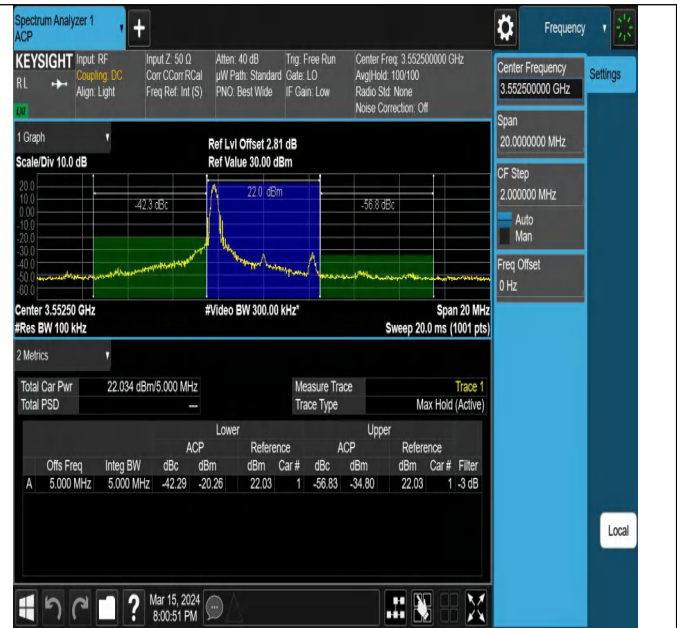 Spectrum Analyzer 1
ACP
Frequency
KEYSIGHT Input: RF Input Z: 50 Ω Atten: 40 dB Trig: Free Run Center Freq: 3.552500000 GHz
RL Coupling: DC Corr CCorr RCal µW Path: Standard Gate: LO Avg|Hold: 100/100
Align: Light Freq Ref: Int (S) PNO: Best Wide IF Gain: Low Radio Std: None
Noise Correction: Off
LXI
Center Frequency
3.552500000 GHz
Settings
Span
20.0000000 MHz
CF Step
2.000000 MHz
Auto
Man
Freq Offset
0 Hz
1 Graph
Ref Lvl Offset 2.81 dB
Scale/Div 10.0 dB Ref Value 30.00 dBm
20.0
10.0
0.00
-10.0
-20.0
-30.0
-40.0
-50.0
-60.0
-42.3 dBc 22.0 dBm -56.8 dBc
Center 3.55250 GHz #Video BW 300.00 kHz* Span 20 MHz
#Res BW 100 kHz Sweep 20.0 ms (1001 pts)
2 Metrics
Total Car Pwr 22.034 dBm/5.000 MHz Measure Trace Trace 1
Total PSD --- Trace Type Max Hold (Active)
Lower Upper
ACP Reference ACP Reference
Offs Freq Integ BW dBc dBm dBm Car # dBc dBm dBm Car # Filter
A 5.000 MHz 5.000 MHz -42.29 -20.26 22.03 1 -56.83 -34.80 22.03 1 -3 dB
Local
? Mar 15, 2024
8:00:51 PM